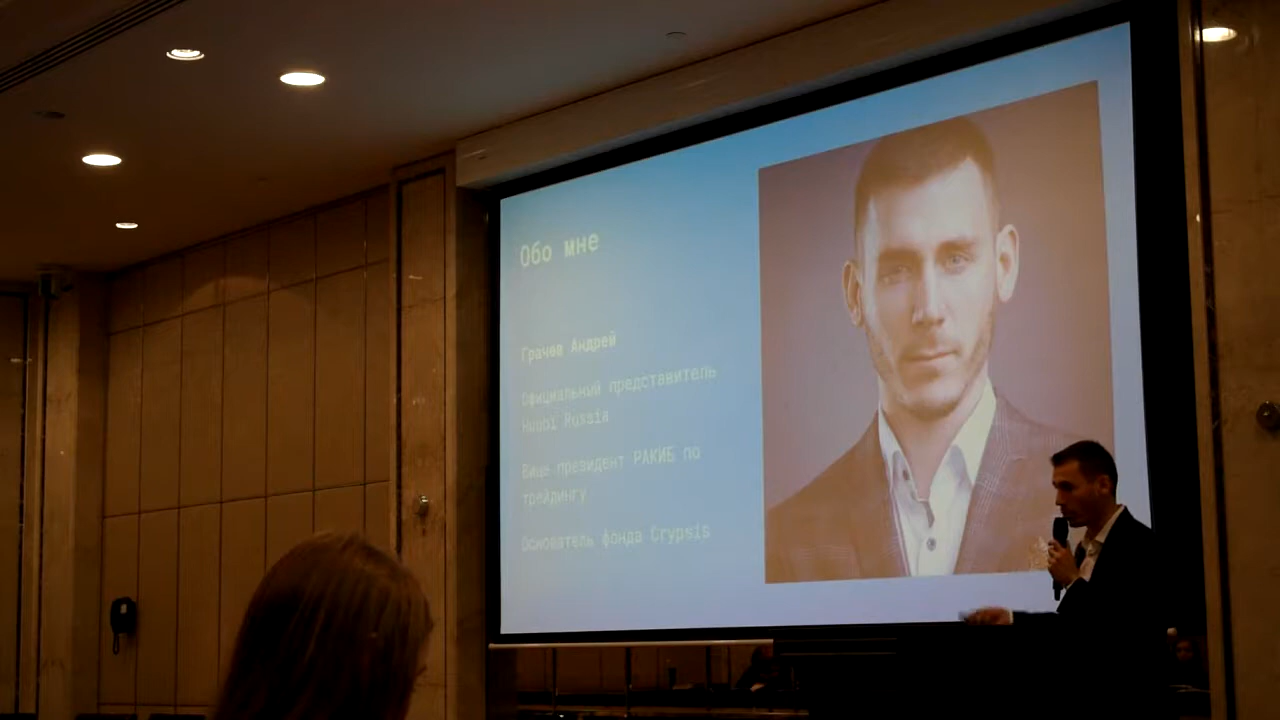 Обо мне
Грачев Андрей
Официальный представитель
Huobi Russia
Вице президент РАКИБ по
трейдингу
Основатель фонда Crypsis